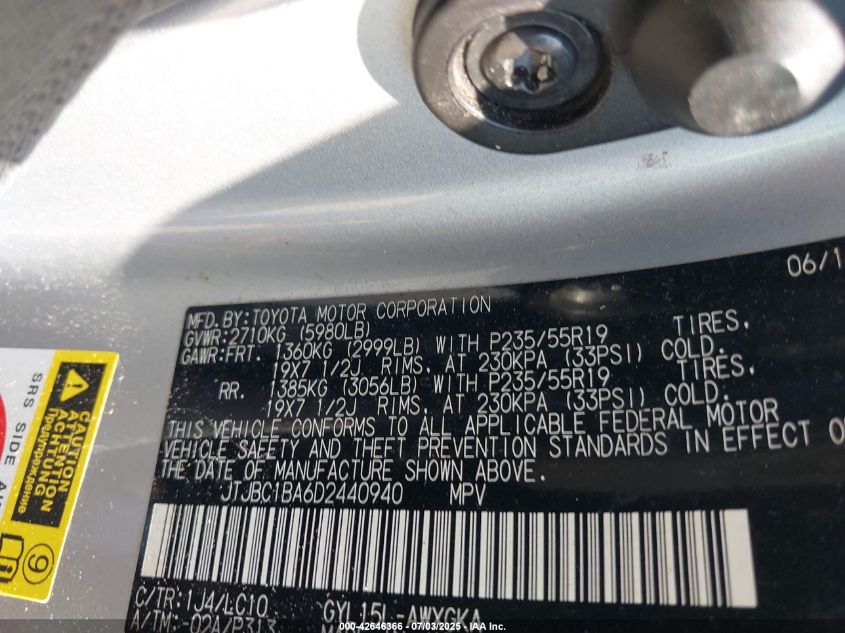 06/1
MFD. BY: TOYOTA MOTOR CORPORATION
GVWR: 2710KG (5980LB)
GAWR: FRT. 1360KG (2999LB) WITH P235/55R19 TIRES,
19X7 1/2J RIMS, AT 230KPA (33PSI) COLD.
RR. 1385KG (3056LB) WITH P235/55R19 TIRES,
19X7 1/2J RIMS, AT 230KPA (33PSI) COLD.
THIS VEHICLE CONFORMS TO ALL APPLICABLE FEDERAL MOTOR
VEHICLE SAFETY AND THEFT PREVENTION STANDARDS IN EFFECT O
THE DATE OF MANUFACTURE SHOWN ABOVE.
JTJBC1BA6D2440940 MPV
C/TR: 1J4/LC10 GYL15L-AWXGKA
A/TM: -02A/P313
SRS SIDE
CAUTION
ATTENTION
ACHTUNG
Предупреждение
9
000-42646366 - 07/03/2025 - IAA Inc.